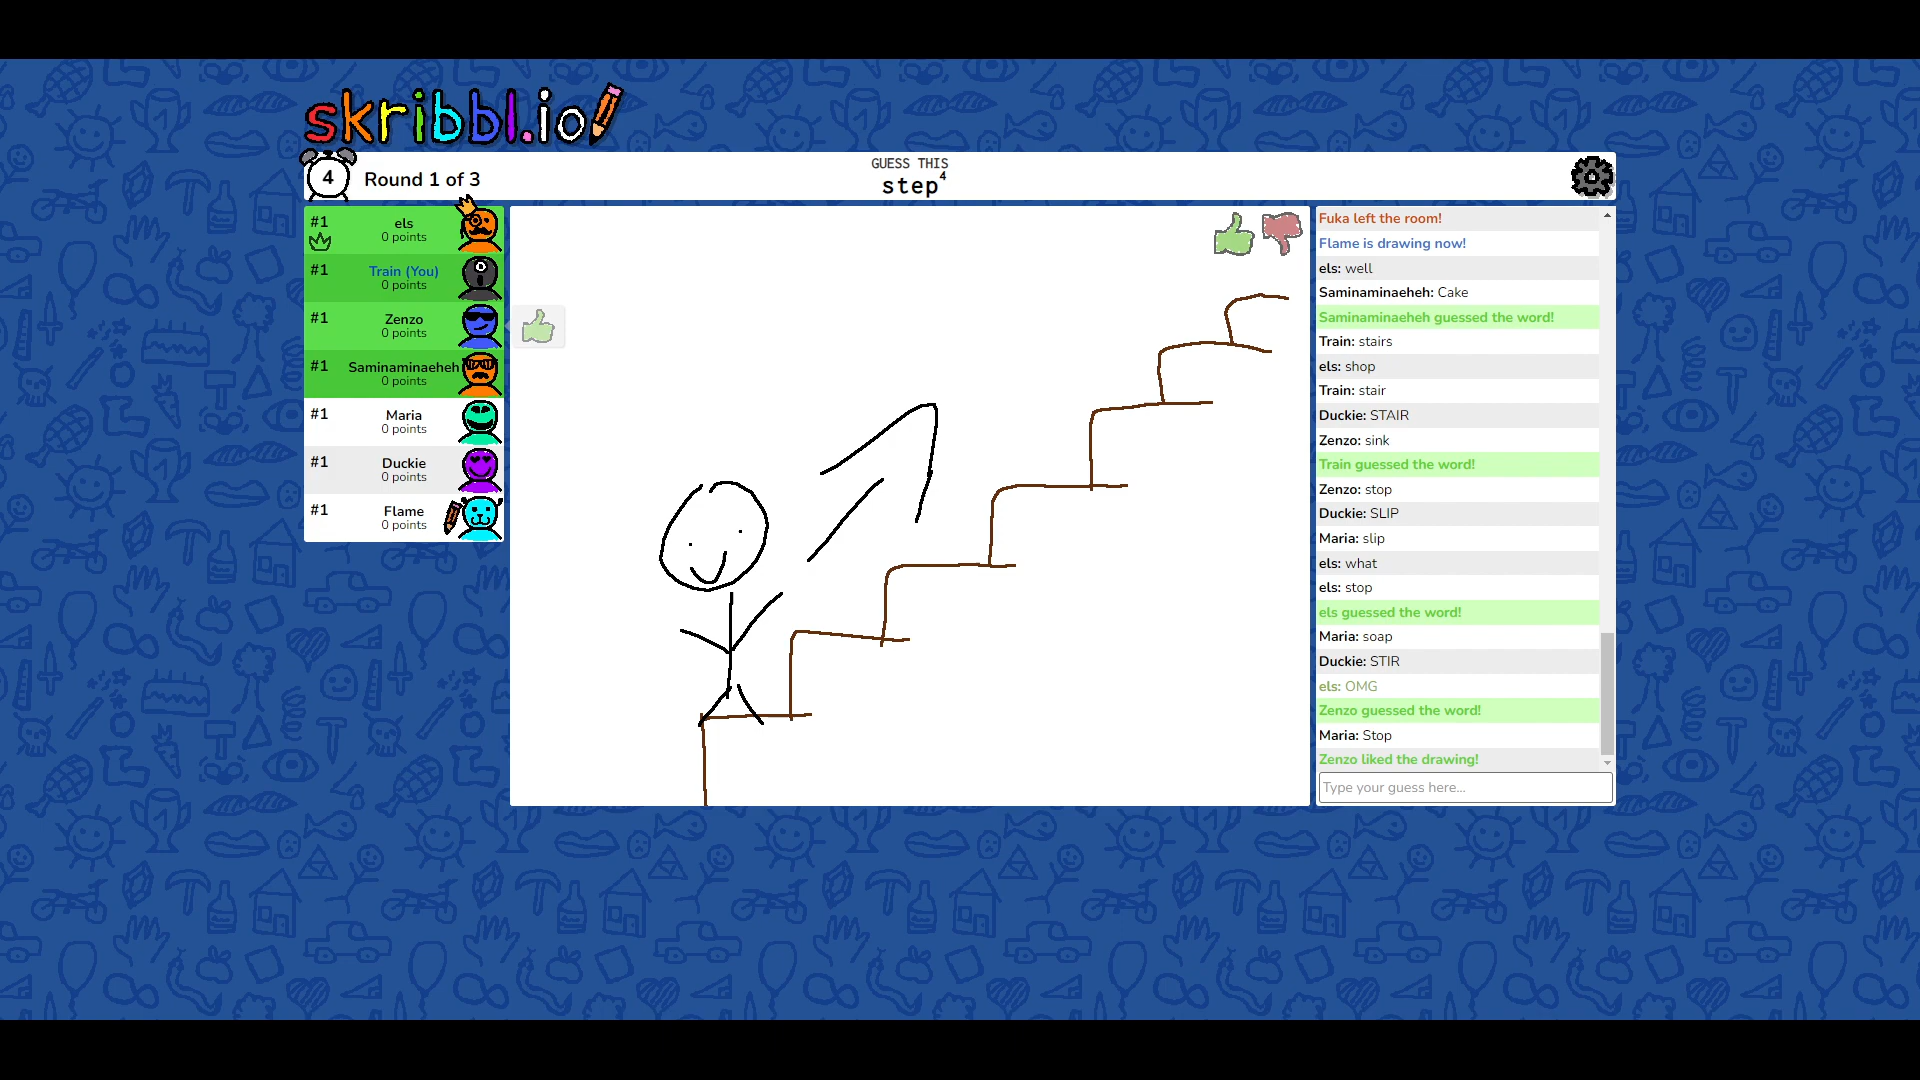 skribbl.io
4
Round 1 of 3
GUESS THIS
step 4
#1 els
0 points
#1 Train (You)
0 points
#1 Zenzo
0 points
#1 Saminaminaeheh
0 points
#1 Maria
0 points
#1 Duckie
0 points
#1 Flame
0 points
Fuka left the room!
Flame is drawing now!
els: well
Saminaminaeheh: Cake
Saminaminaeheh guessed the word!
Train: stairs
els: shop
Train: stair
Duckie: STAIR
Zenzo: sink
Train guessed the word!
Zenzo: stop
Duckie: SLIP
Maria: slip
els: what
els: stop
els guessed the word!
Maria: soap
Duckie: STIR
els: OMG
Zenzo guessed the word!
Maria: Stop
Zenzo liked the drawing!
Type your guess here...